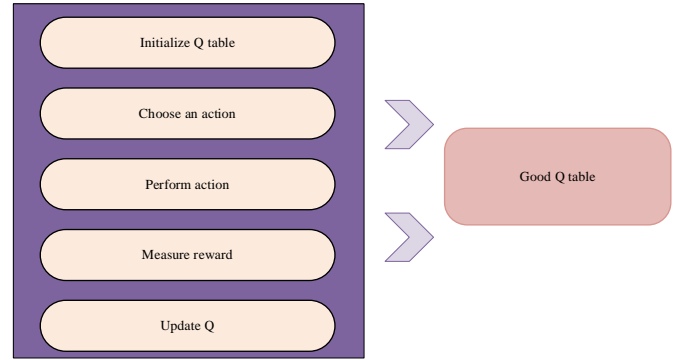 Initialize Q table
Choose an action
Perform action
Measure reward
Update Q
Good Q table